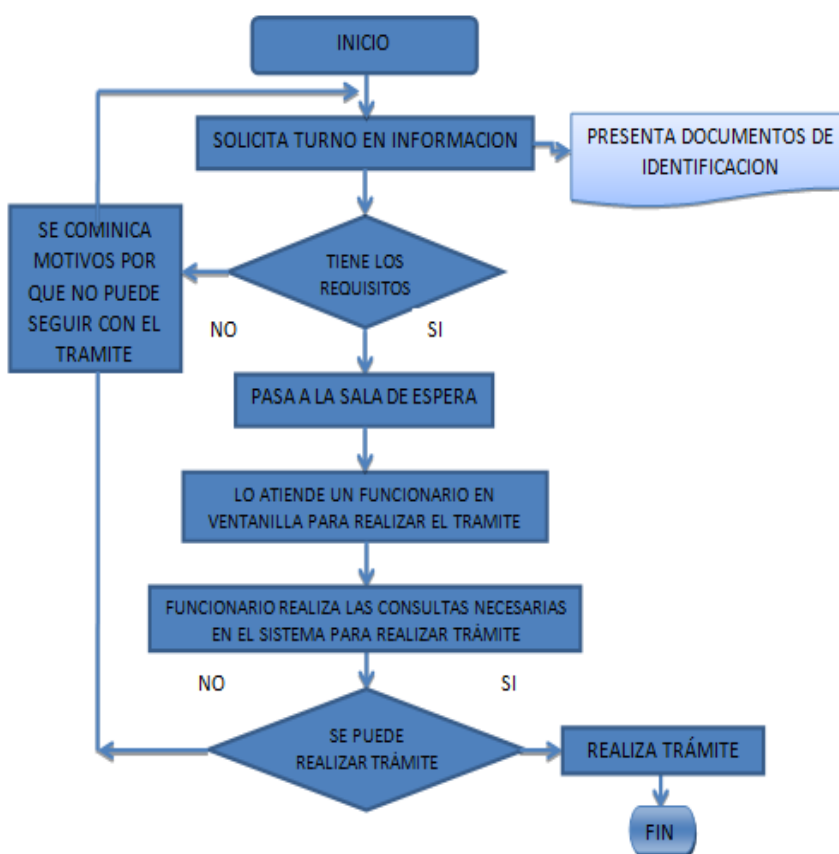 INICIO
SOLICITA TURNO EN INFORMACION
PRESENTA DOCUMENTOS DE
IDENTIFICACION
TIENE LOS
REQUISITOS
SE COMINICA
MOTIVOS POR
QUE NO PUEDE
SEGUIR CON EL
TRAMITE
NO
SI
PASA A LA SALA DE ESPERA
LO ATIENDE UN FUNCIONARIO EN
VENTANILLA PARA REALIZAR EL TRAMITE
FUNCIONARIO REALIZA LAS CONSULTAS NECESARIAS
EN EL SISTEMA PARA REALIZAR TRÁMITE
NO
SI
SE PUEDE
REALIZAR TRÁMITE
REALIZA TRÁMITE
FIN